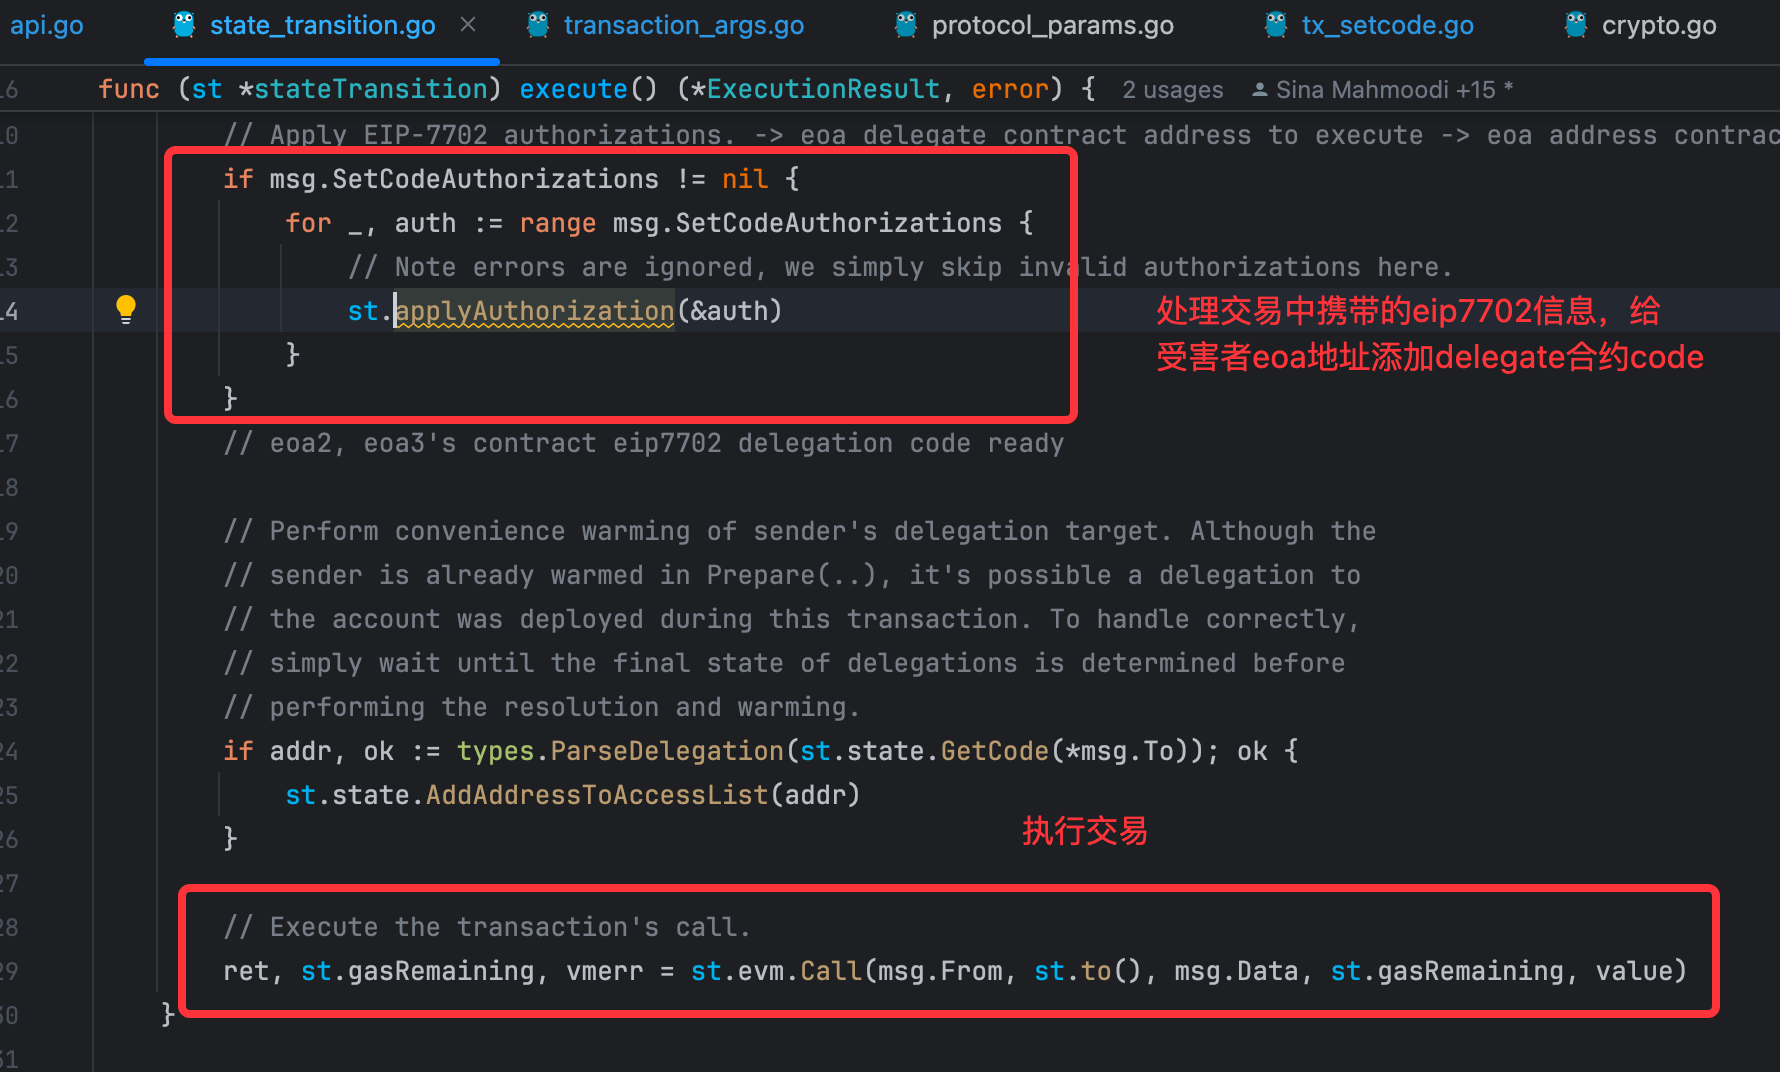 api.go state_transition.go transaction_args.go protocol_params.go tx_setcode.go crypto.go
6 func (st *stateTransition) execute() (*ExecutionResult, error) { 2 usages Sina Mahmoodi +15 *
10 // Apply EIP-7702 authorizations. -> eoa delegate contract address to execute -> eoa address contrac
11 if msg.SetCodeAuthorizations != nil {
12 for _, auth := range msg.SetCodeAuthorizations {
13 // Note errors are ignored, we simply skip invalid authorizations here.
14 st.applyAuthorization(&auth)
处理交易中携带的eip7702信息，给
受害者eoa地址添加delegate合约code
15 }
16 }
17 // eoa2, eoa3's contract eip7702 delegation code ready
18
19 // Perform convenience warming of sender's delegation target. Although the
20 // sender is already warmed in Prepare(..), it's possible a delegation to
21 // the account was deployed during this transaction. To handle correctly,
22 // simply wait until the final state of delegations is determined before
23 // performing the resolution and warming.
24 if addr, ok := types.ParseDelegation(st.state.GetCode(*msg.To)); ok {
25 st.state.AddAddressToAccessList(addr)
26 }
执行交易
27
28 // Execute the transaction's call.
29 ret, st.gasRemaining, vmerr = st.evm.Call(msg.From, st.to(), msg.Data, st.gasRemaining, value)
30 }
31